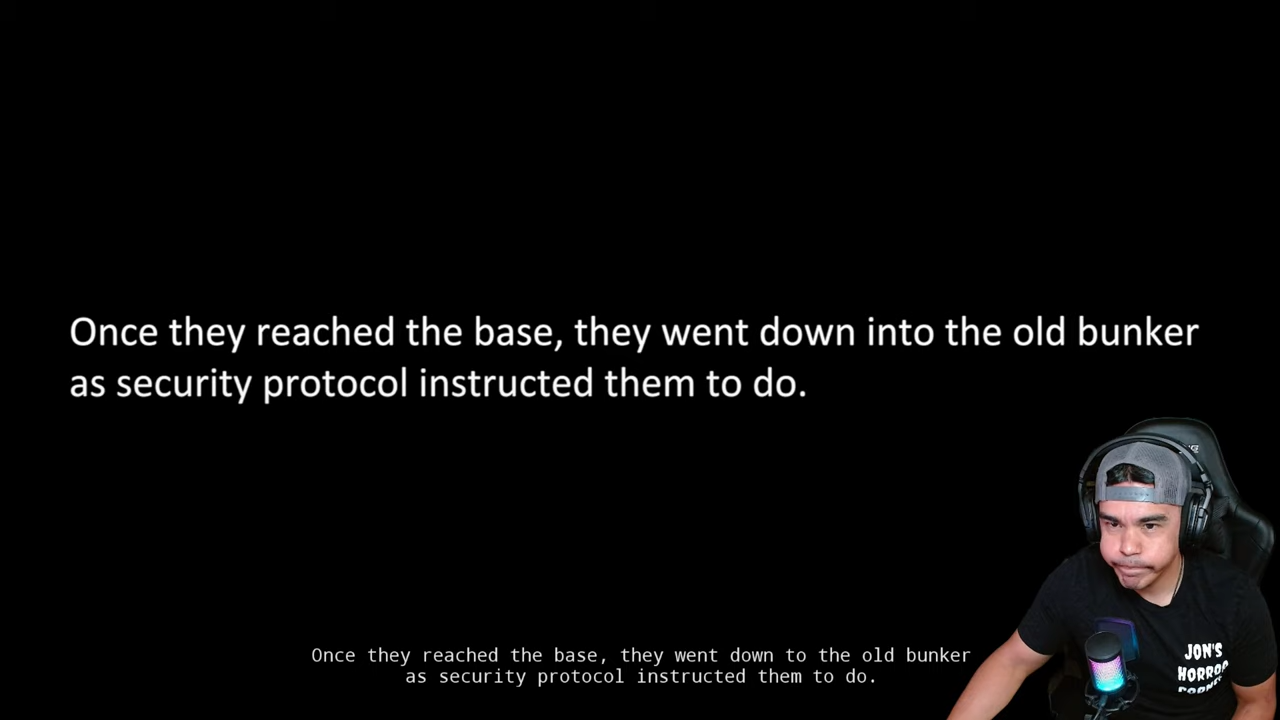 Once they reached the base, they went down into the old bunker
as security protocol instructed them to do.
Once they reached the base, they went down to the old bunker
as security protocol instructed them to do.
JON'S
HORROR
CORNER